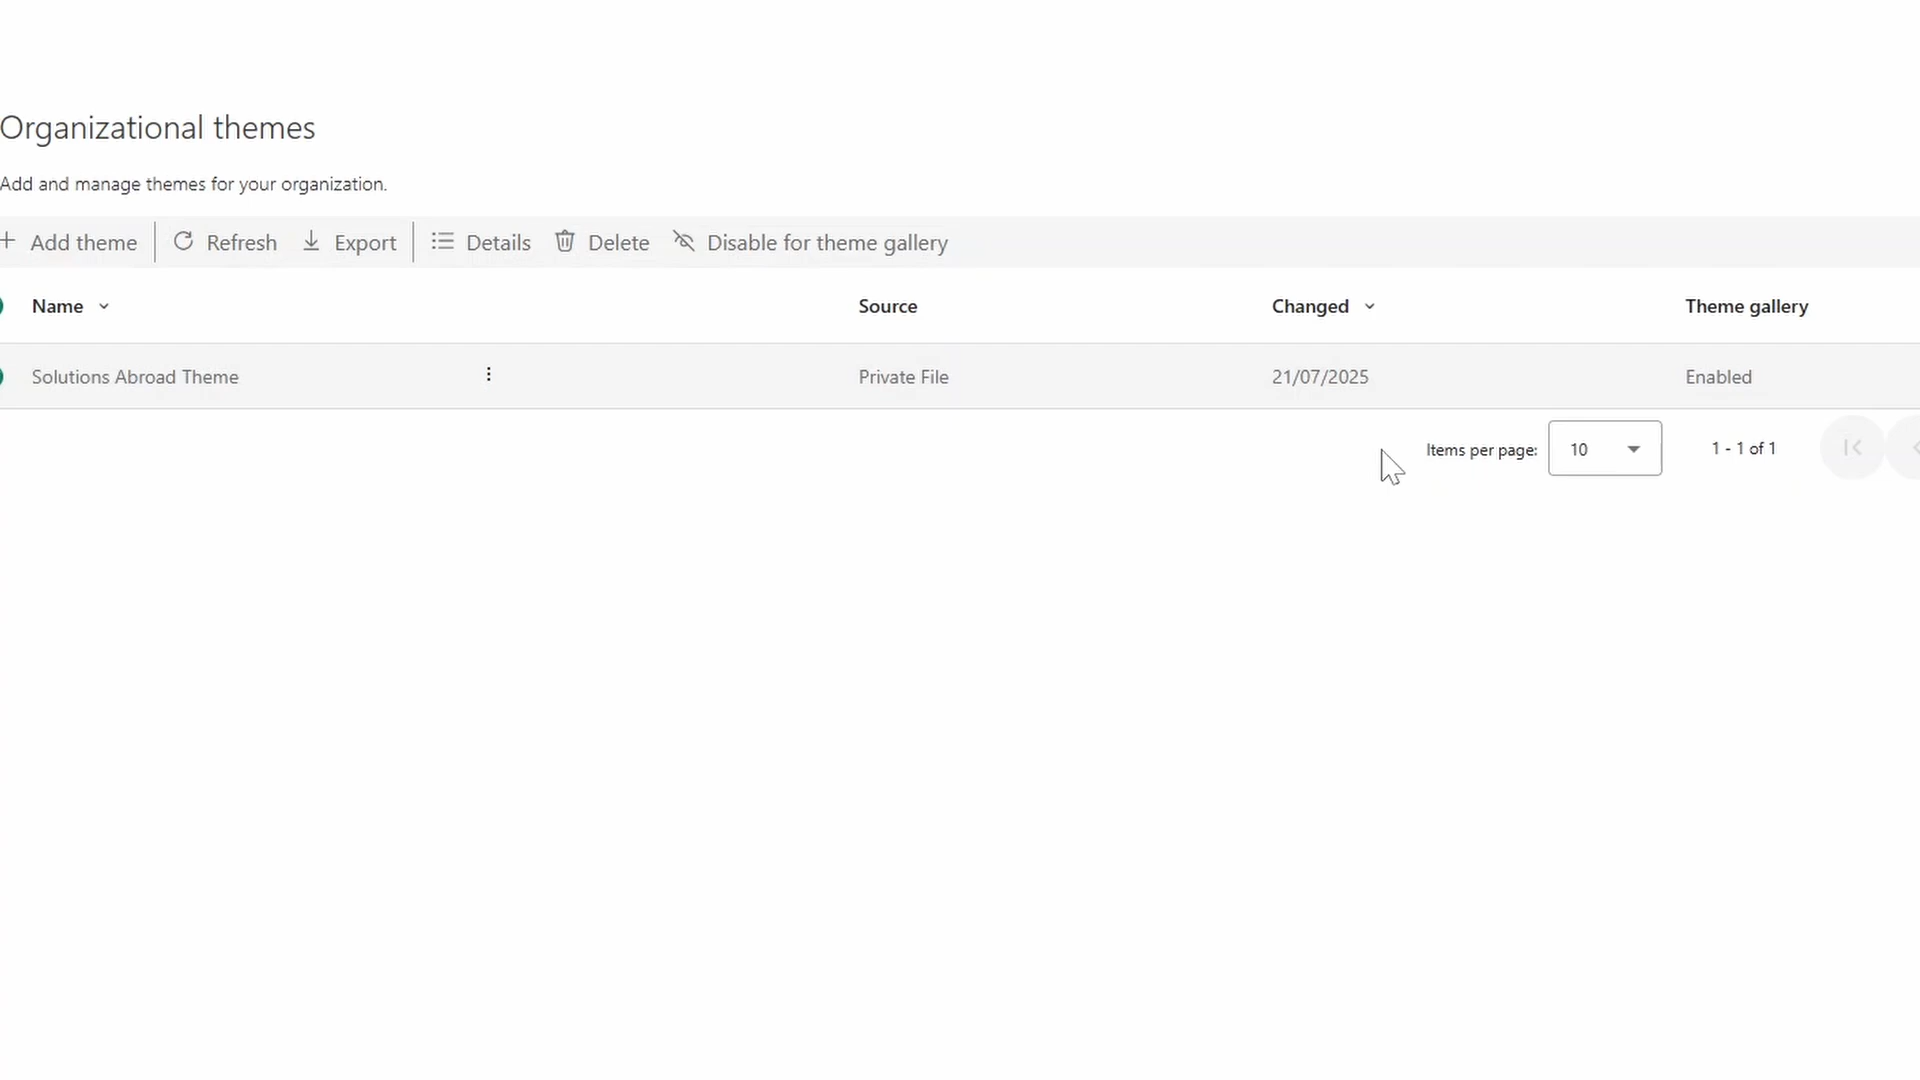 Organizational themes
Add and manage themes for your organization.
Add theme Refresh Export Details Delete Disable for theme gallery
Name Source Changed Theme gallery
Solutions Abroad Theme Private File 21/07/2025 Enabled
Items per page: 10 1 - 1 of 1